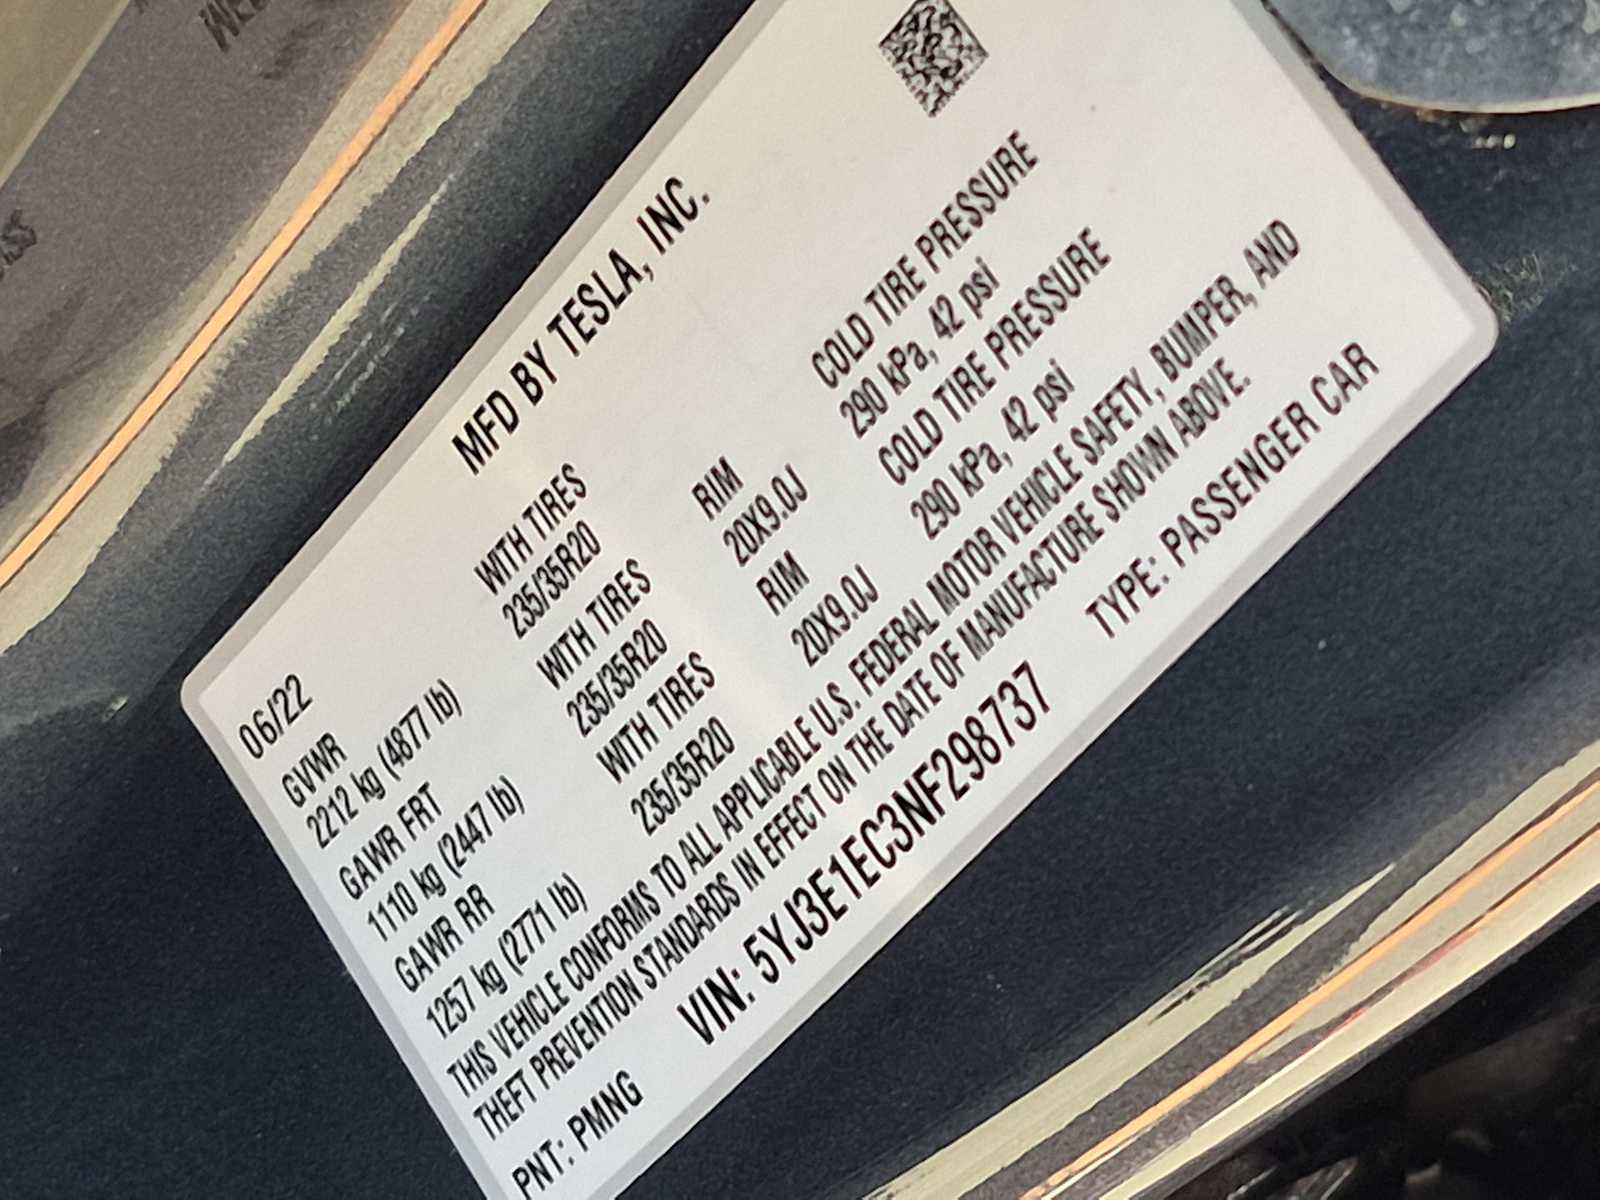 MFD BY TESLA, INC.
06/22
GVWR WITH TIRES RIM COLD TIRE PRESSURE
2212 kg (4877 lb) 235/35R20 20X9.0J 290 kPa, 42 psi
GAWR FRT WITH TIRES RIM COLD TIRE PRESSURE
1110 kg (2447 lb) 235/35R20 20X9.0J 290 kPa, 42 psi
GAWR RR WITH TIRES
1257 kg (2771 lb) 235/35R20
THIS VEHICLE CONFORMS TO ALL APPLICABLE U.S. FEDERAL MOTOR VEHICLE SAFETY, BUMPER, AND
THEFT PREVENTION STANDARDS IN EFFECT ON THE DATE OF MANUFACTURE SHOWN ABOVE.
VIN: 5YJ3E1EC3NF298737 TYPE: PASSENGER CAR
PNT: PMNG